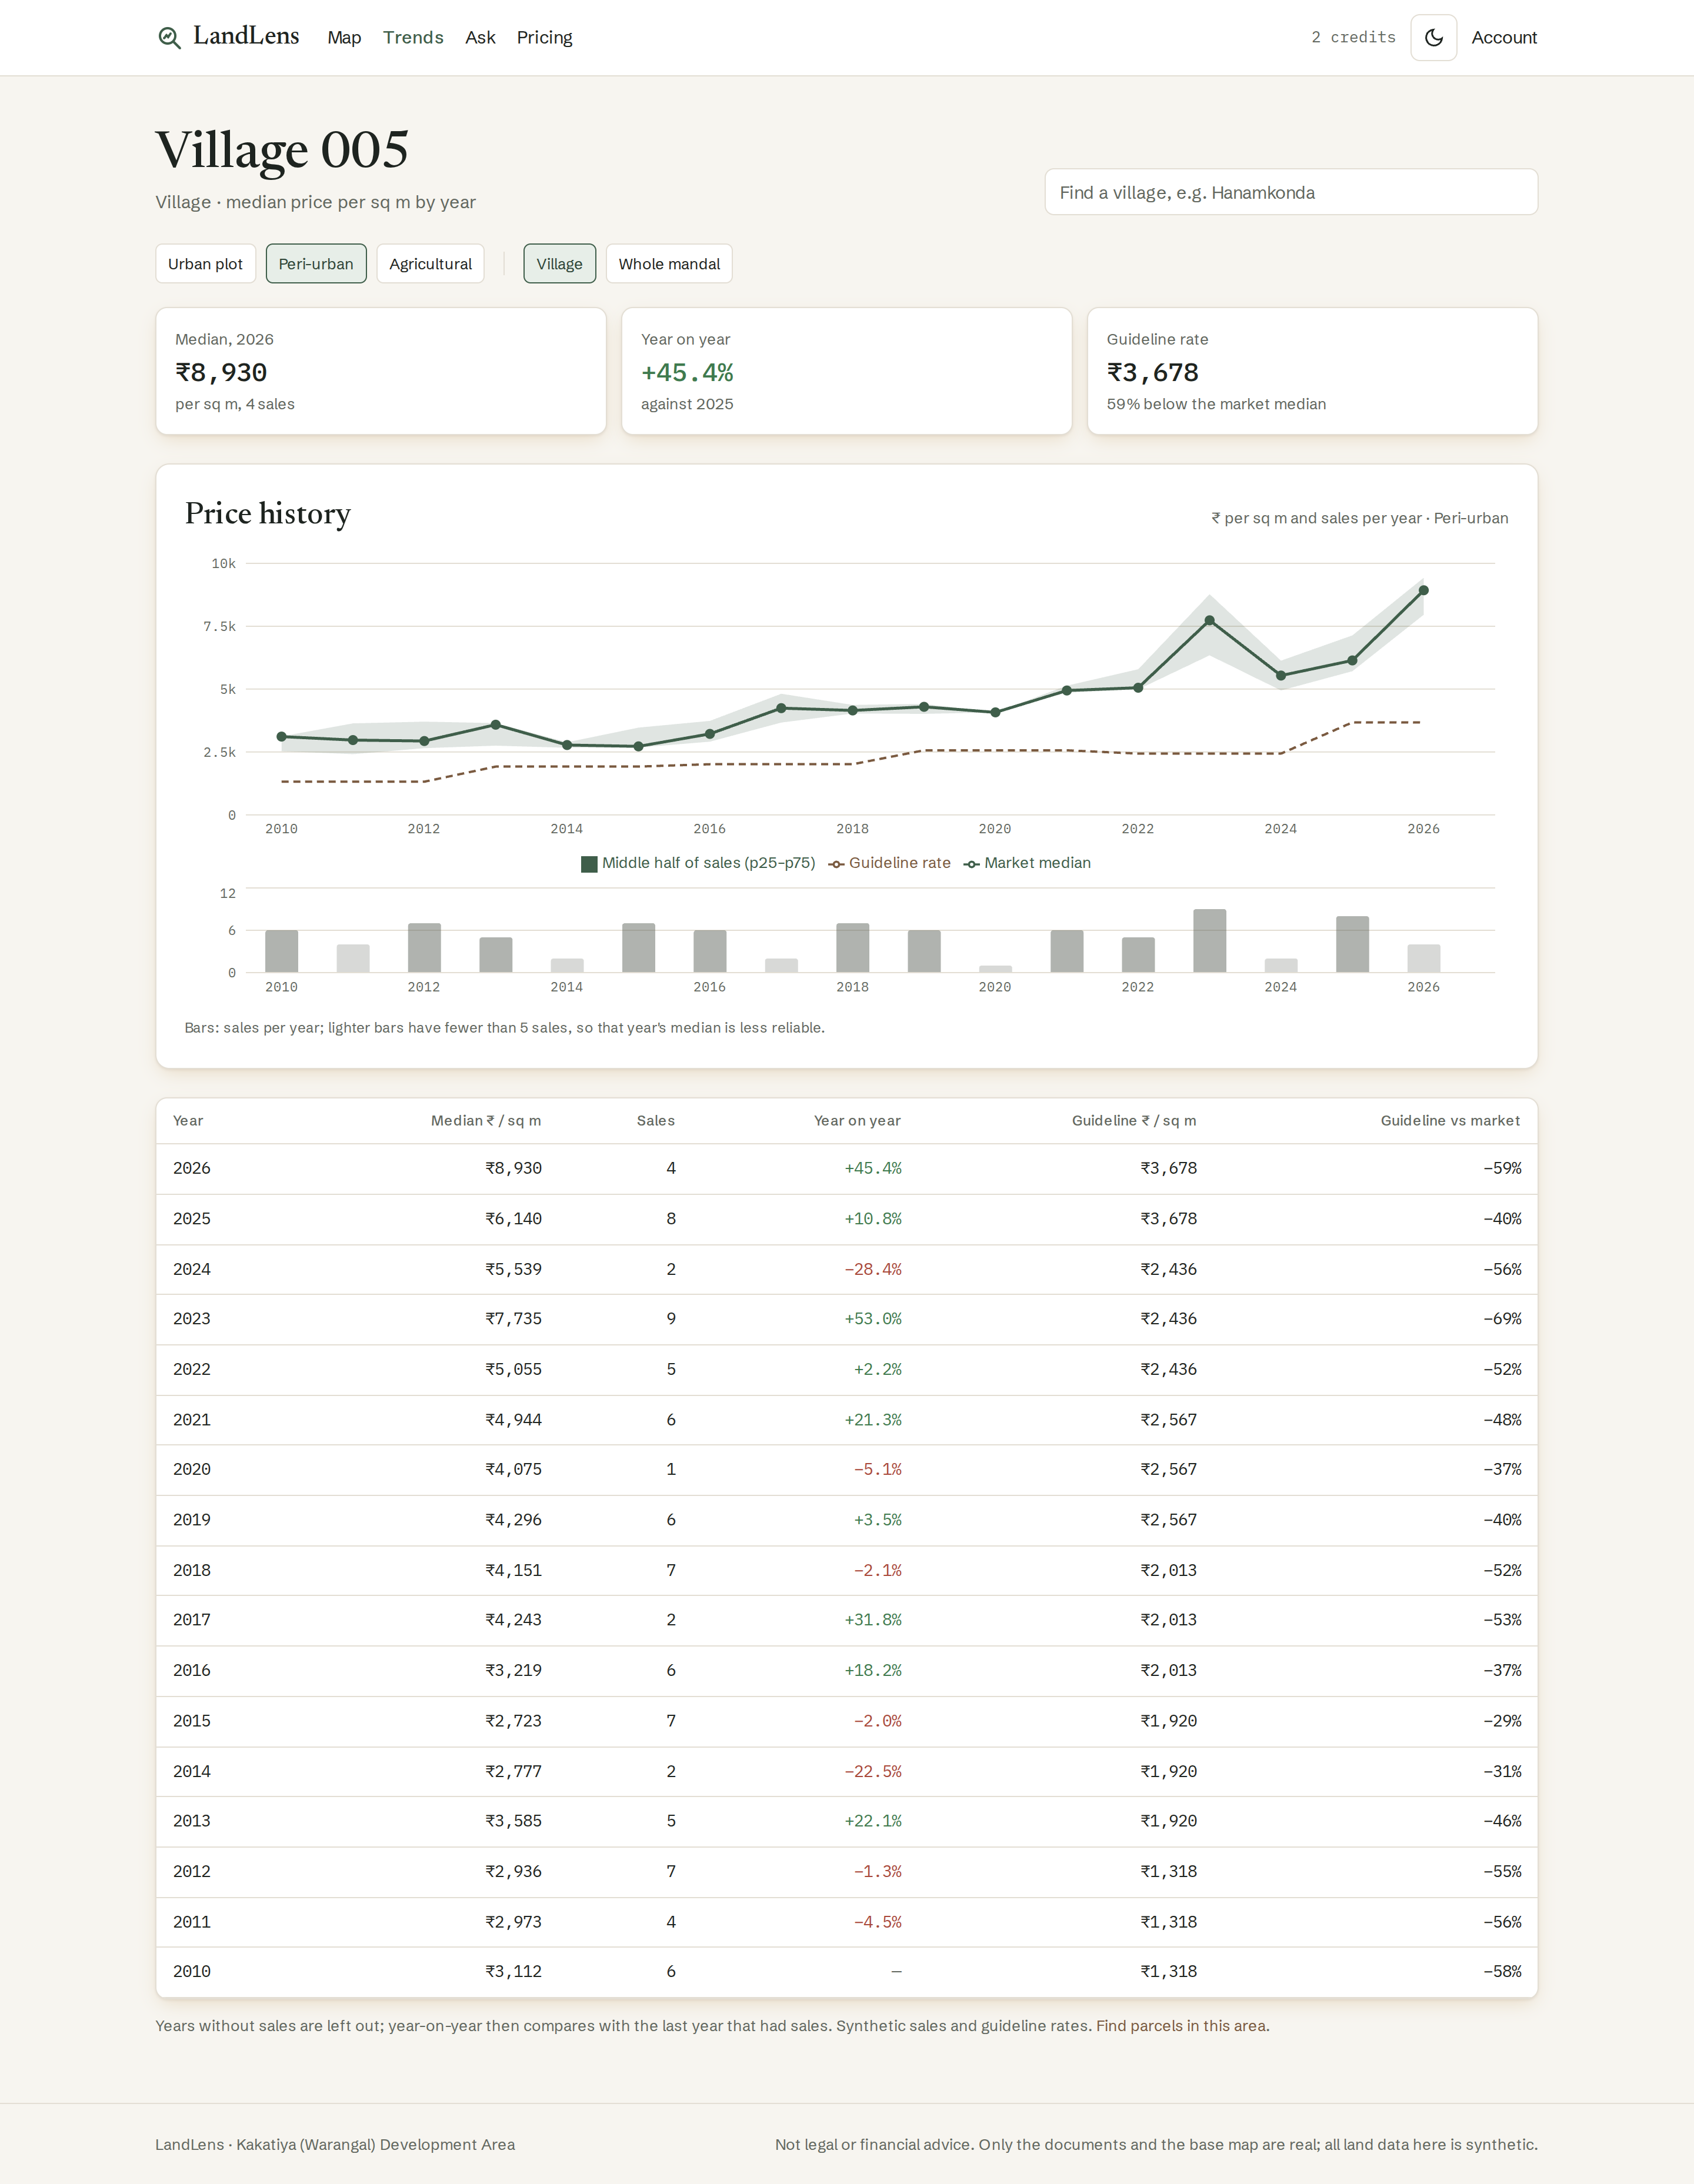 LandLens Map Trends Ask Pricing 2 credits Account
Village 005
Village · median price per sq m by year
Find a village, e.g. Hanamkonda
Urban plot Peri-urban Agricultural Village Whole mandal
Median, 2026
₹8,930
per sq m, 4 sales
Year on year
+45.4%
against 2025
Guideline rate
₹3,678
59% below the market median
Price history
₹ per sq m and sales per year · Peri-urban
10k
7.5k
5k
2.5k
0
2010 2012 2014 2016 2018 2020 2022 2024 2026
Middle half of sales (p25–p75) Guideline rate Market median
12
6
0
2010 2012 2014 2016 2018 2020 2022 2024 2026
Bars: sales per year; lighter bars have fewer than 5 sales, so that year's median is less reliable.
Year Median ₹ / sq m Sales Year on year Guideline ₹ / sq m Guideline vs market
2026 ₹8,930 4 +45.4% ₹3,678 −59%
2025 ₹6,140 8 +10.8% ₹3,678 −40%
2024 ₹5,539 2 −28.4% ₹2,436 −56%
2023 ₹7,735 9 +53.0% ₹2,436 −69%
2022 ₹5,055 5 +2.2% ₹2,436 −52%
2021 ₹4,944 6 +21.3% ₹2,567 −48%
2020 ₹4,075 1 −5.1% ₹2,567 −37%
2019 ₹4,296 6 +3.5% ₹2,567 −40%
2018 ₹4,151 7 −2.1% ₹2,013 −52%
2017 ₹4,243 2 +31.8% ₹2,013 −53%
2016 ₹3,219 6 +18.2% ₹2,013 −37%
2015 ₹2,723 7 −2.0% ₹1,920 −29%
2014 ₹2,777 2 −22.5% ₹1,920 −31%
2013 ₹3,585 5 +22.1% ₹1,920 −46%
2012 ₹2,936 7 −1.3% ₹1,318 −55%
2011 ₹2,973 4 −4.5% ₹1,318 −56%
2010 ₹3,112 6 — ₹1,318 −58%
Years without sales are left out; year-on-year then compares with the last year that had sales. Synthetic sales and guideline rates. Find parcels in this area.
LandLens · Kakatiya (Warangal) Development Area
Not legal or financial advice. Only the documents and the base map are real; all land data here is synthetic.